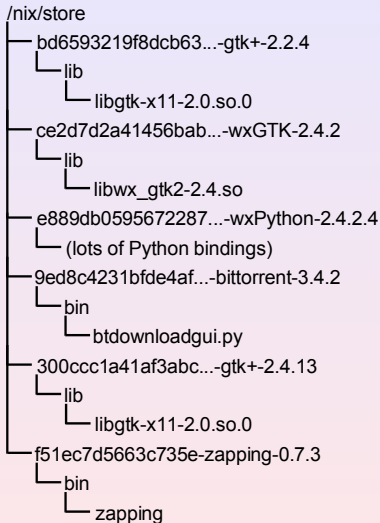 /nix/store
bd6593219f8dcb63...-gtk+-2.2.4
lib
libgtk-x11-2.0.so.0
ce2d7d2a41456bab...-wxGTK-2.4.2
lib
libwx_gtk2-2.4.so
e889db0595672287...-wxPython-2.4.2.4
(lots of Python bindings)
9ed8c4231bfde4af...-bittorrent-3.4.2
bin
btdownloadgui.py
300ccc1a41af3abc...-gtk+-2.4.13
lib
libgtk-x11-2.0.so.0
f51ec7d5663c735e-zapping-0.7.3
bin
zapping